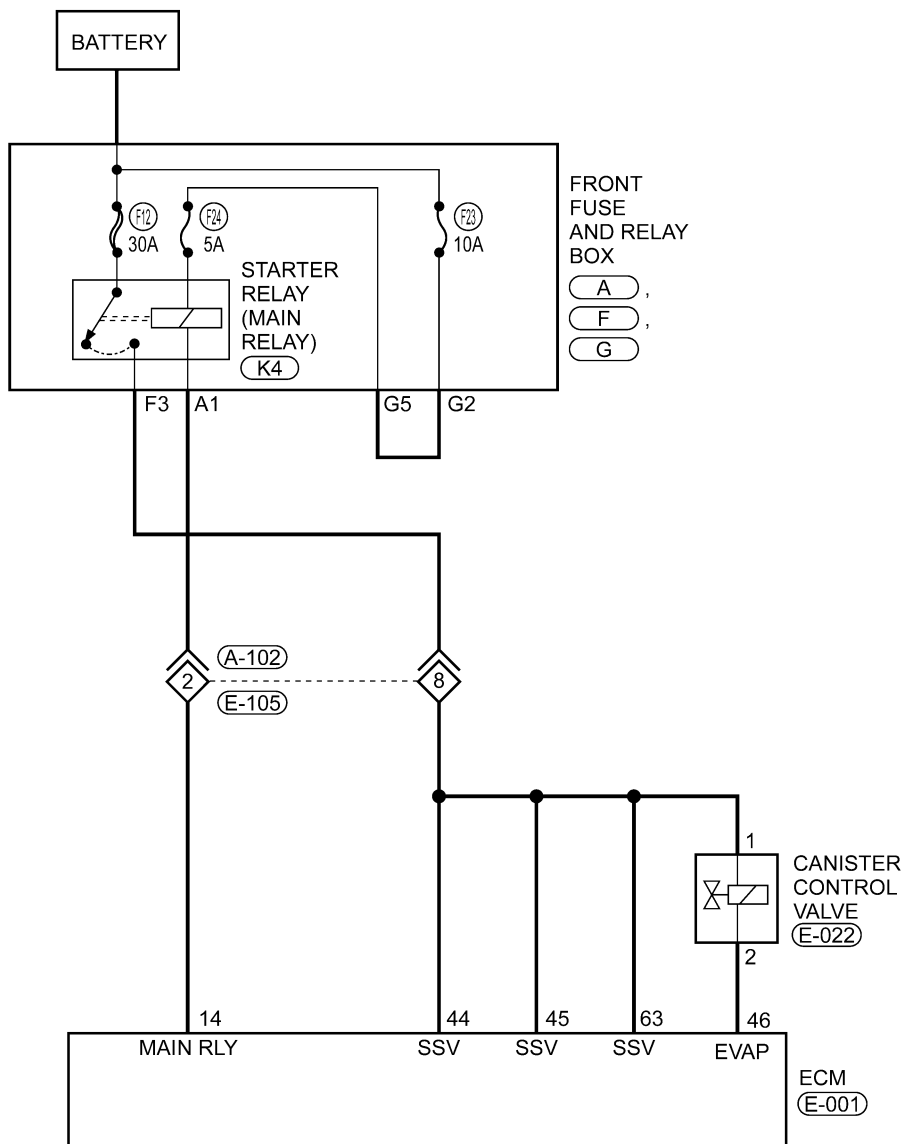 BATTERY
F12
30A
F24
5A
F23
10A
FRONT
FUSE
AND RELAY
BOX
A ,
F ,
G
STARTER
RELAY
(MAIN
RELAY)
K4
F3
A1
G5
G2
A-102
2
8
E-105
1
CANISTER
CONTROL
VALVE
E-022
2
14
44
45
63
46
MAIN RLY
SSV
SSV
SSV
EVAP
ECM
E-001